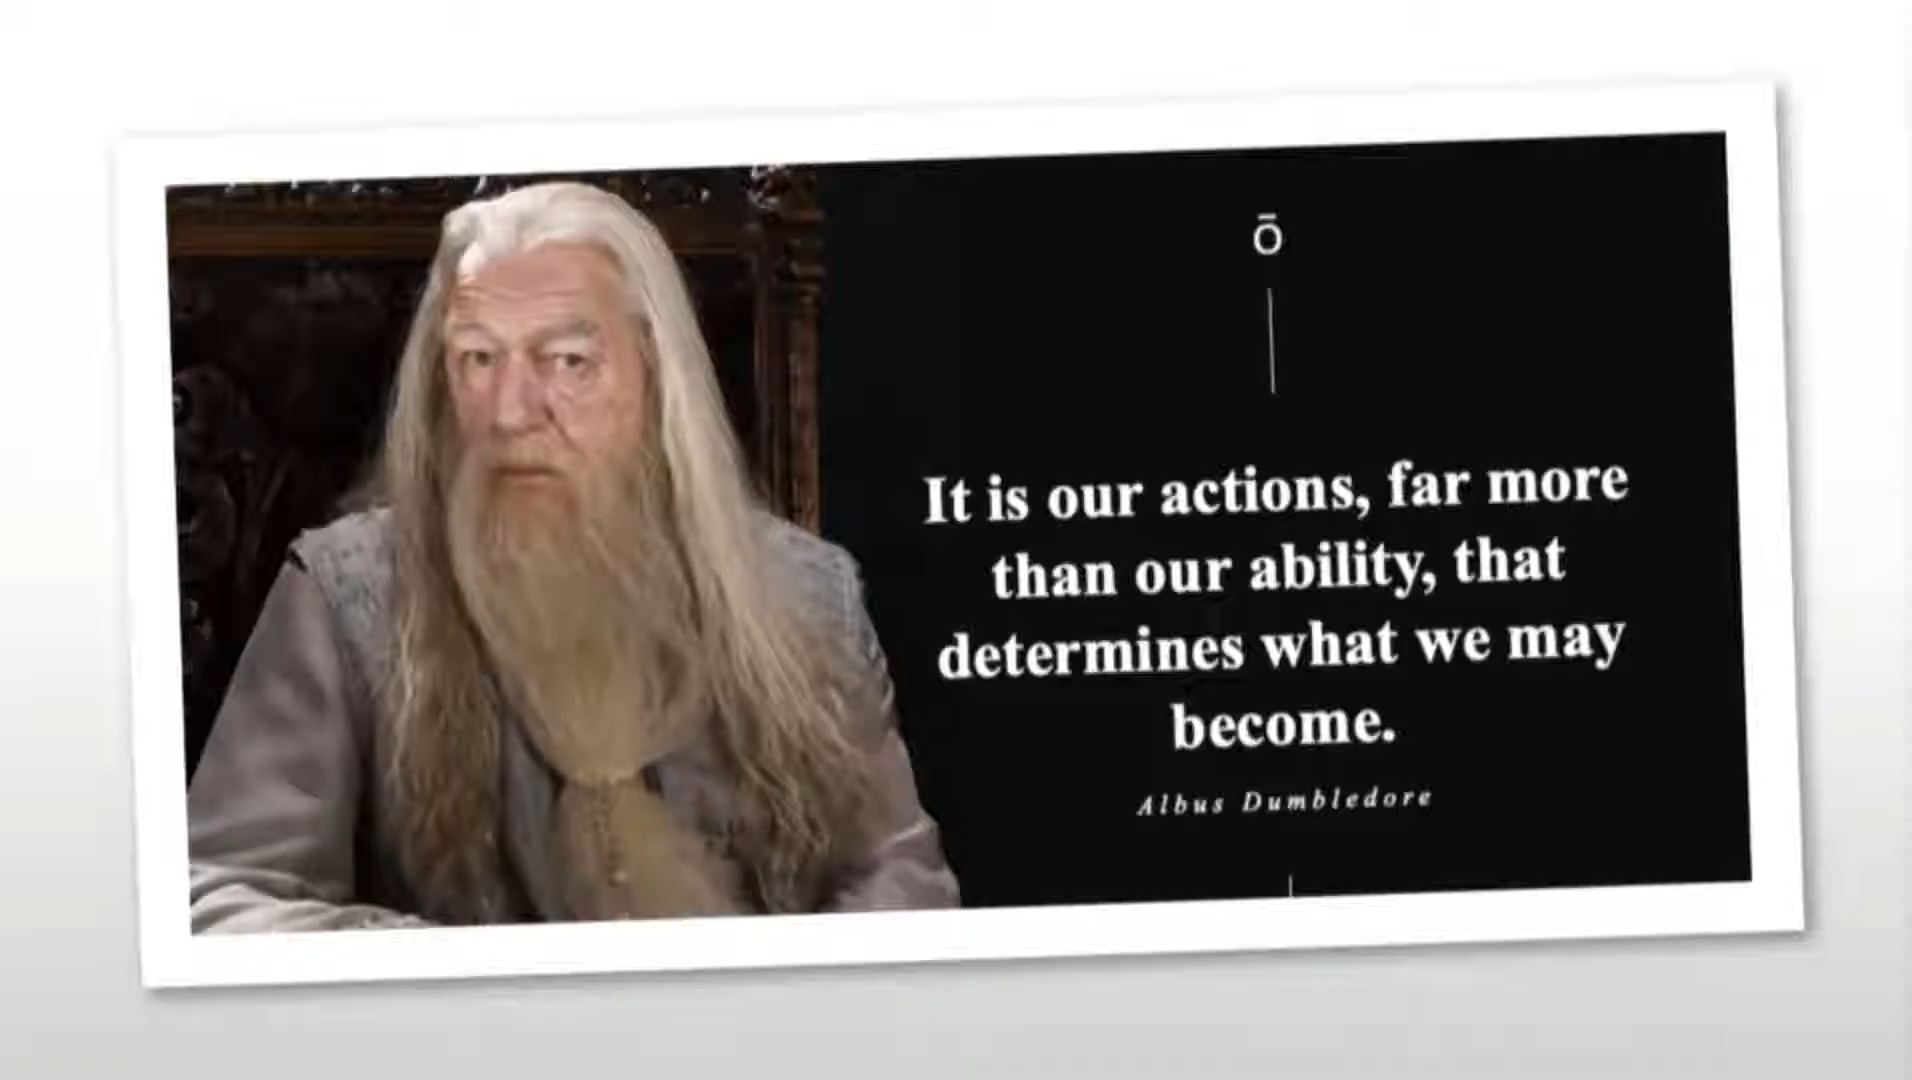 ō
It is our actions, far more
than our ability, that
determines what we may
become.
Albus Dumbledore